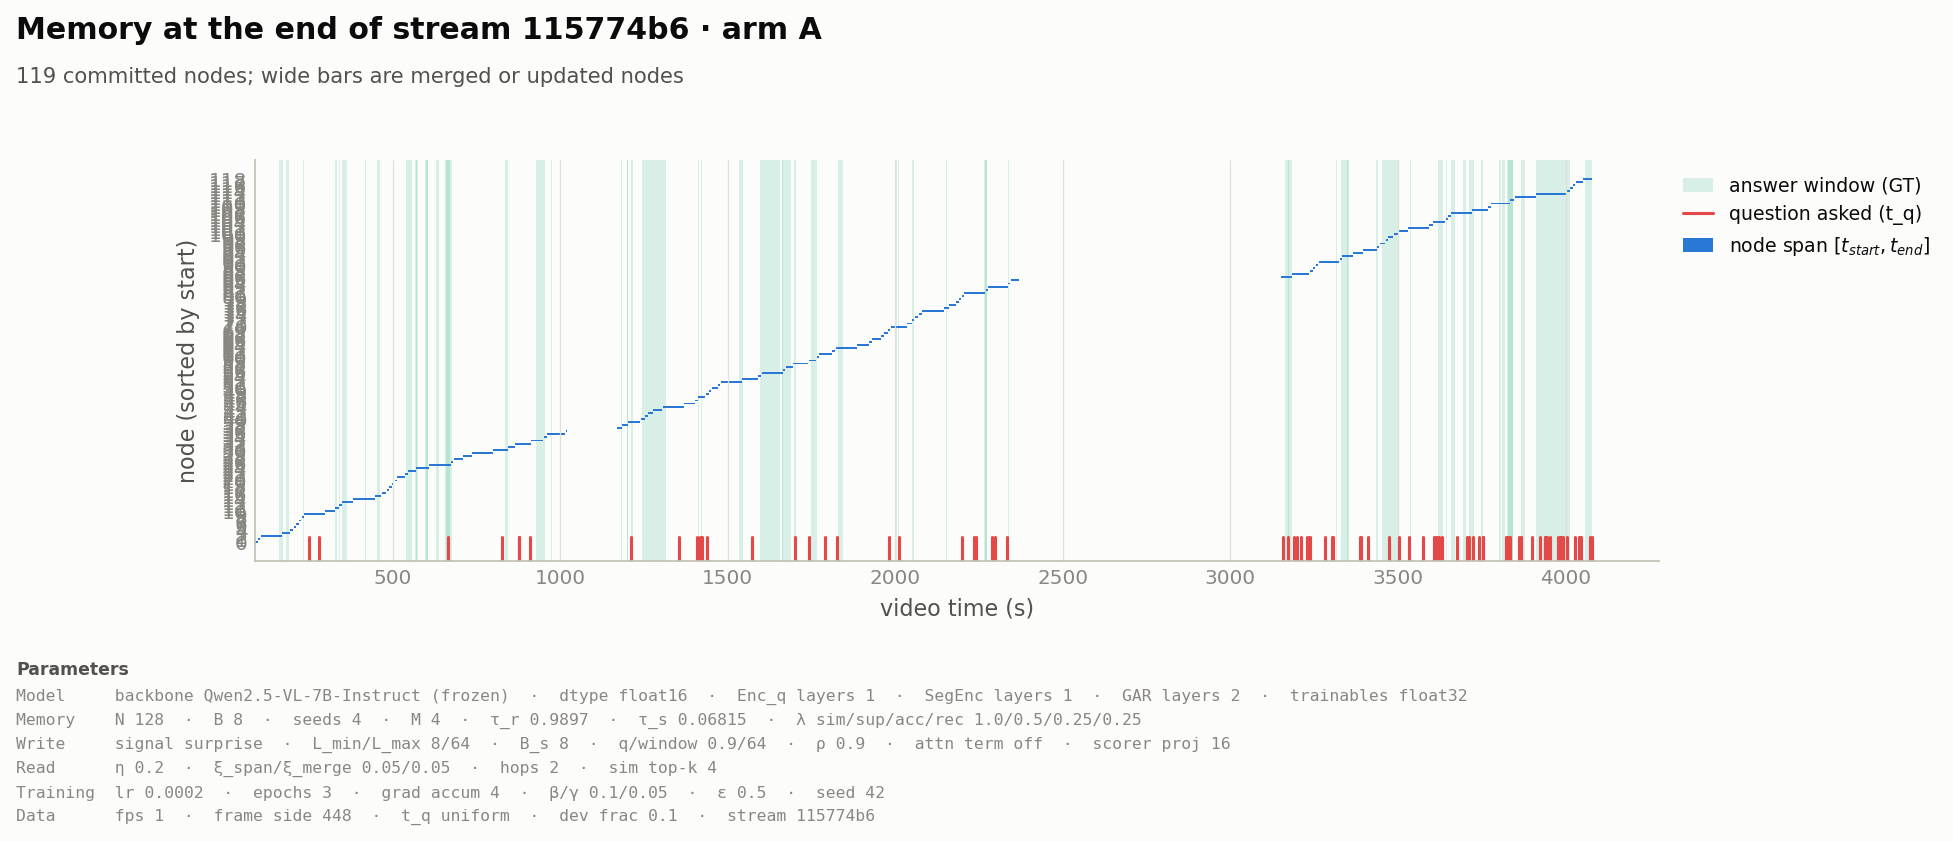 Memory at the end of stream 115774b6 · arm A
119 committed nodes; wide bars are merged or updated nodes
answer window (GT)
question asked (t_q)
node span [t_start, t_end]
node (sorted by start)
500 1000 1500 2000 2500 3000 3500 4000
video time (s)
Parameters
Model backbone Qwen2.5-VL-7B-Instruct (frozen) · dtype float16 · Enc_q layers 1 · SegEnc layers 1 · GAR layers 2 · trainables float32
Memory N 128 · B 8 · seeds 4 · M 4 · τ_r 0.9897 · τ_s 0.06815 · λ sim/sup/acc/rec 1.0/0.5/0.25/0.25
Write signal surprise · L_min/L_max 8/64 · B_s 8 · q/window 0.9/64 · ρ 0.9 · attn term off · scorer proj 16
Read η 0.2 · ξ_span/ξ_merge 0.05/0.05 · hops 2 · sim top-k 4
Training lr 0.0002 · epochs 3 · grad accum 4 · β/γ 0.1/0.05 · ε 0.5 · seed 42
Data fps 1 · frame side 448 · t_q uniform · dev frac 0.1 · stream 115774b6